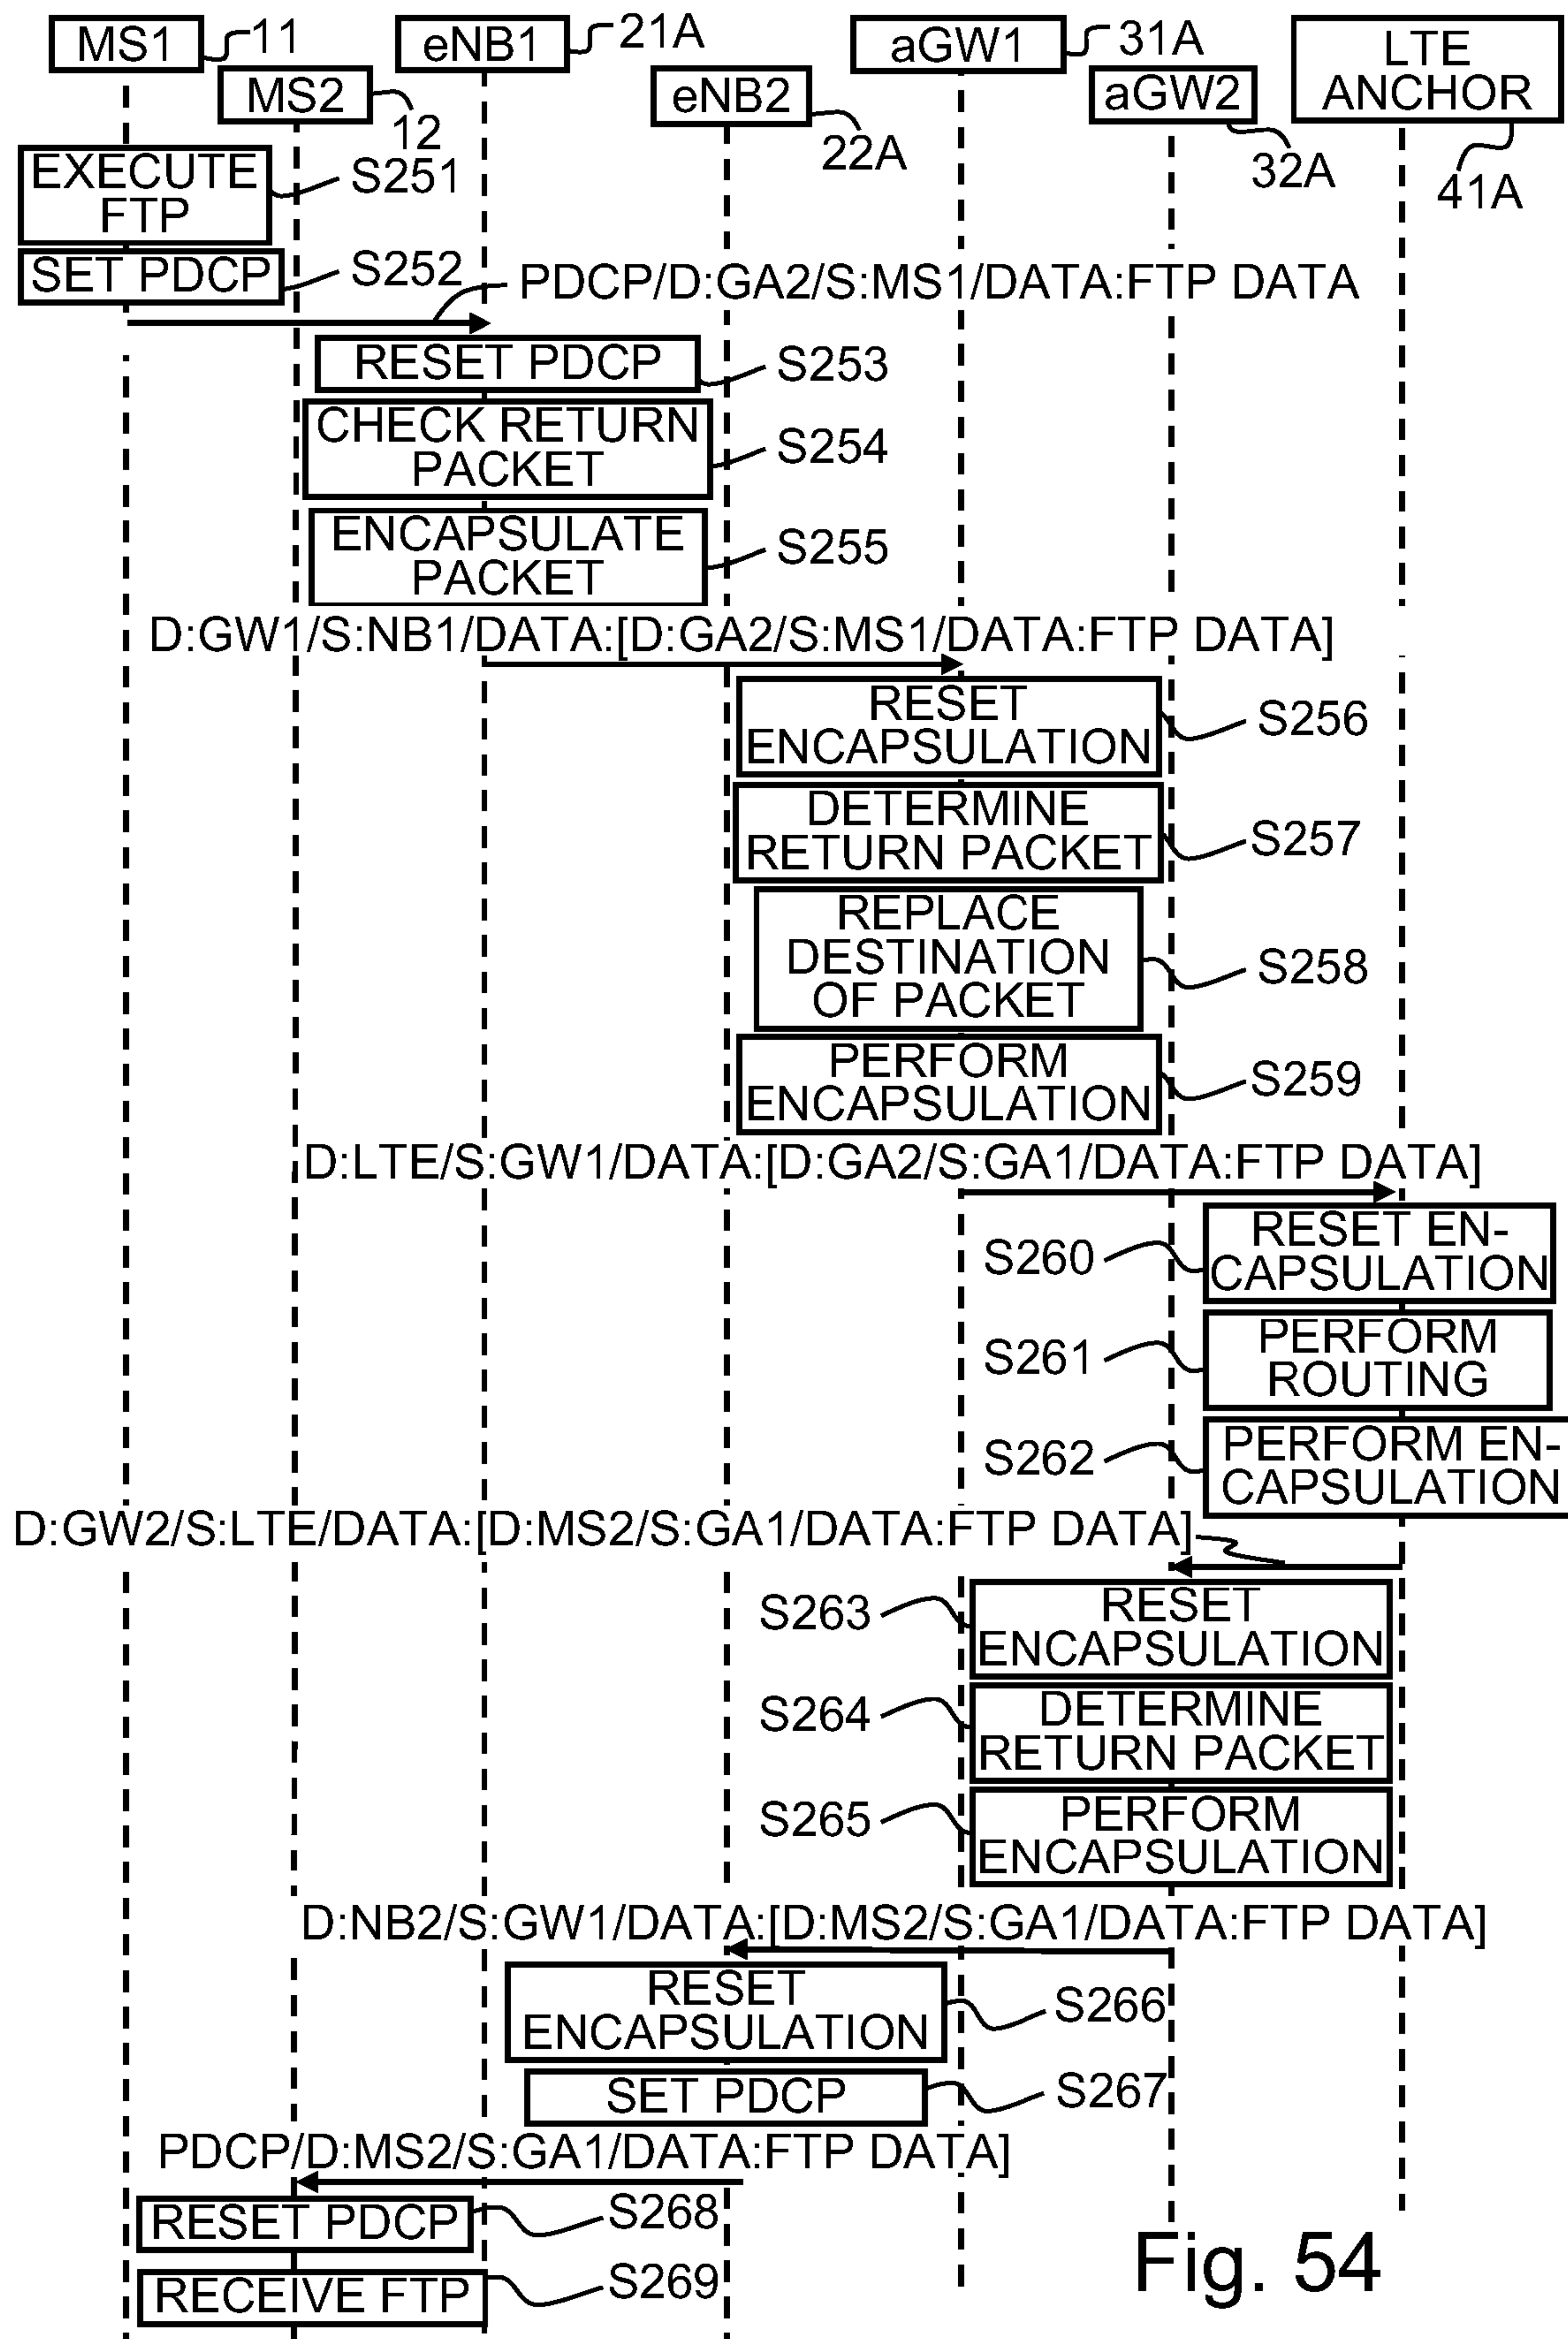 MS1
11
eNB1
21A
aGW1
31A
LTE
ANCHOR
41A
MS2
12
eNB2
22A
aGW2
32A
EXECUTE
FTP
S251
SET PDCP
S252
PDCP/D:GA2/S:MS1/DATA:FTP DATA
RESET PDCP
S253
CHECK RETURN
PACKET
S254
ENCAPSULATE
PACKET
S255
D:GW1/S:NB1/DATA:[D:GA2/S:MS1/DATA:FTP DATA]
RESET
ENCAPSULATION
S256
DETERMINE
RETURN PACKET
S257
REPLACE
DESTINATION
OF PACKET
S258
PERFORM
ENCAPSULATION
S259
D:LTE/S:GW1/DATA:[D:GA2/S:GA1/DATA:FTP DATA]
S260
RESET EN-
CAPSULATION
S261
PERFORM
ROUTING
S262
PERFORM EN-
CAPSULATION
D:GW2/S:LTE/DATA:[D:MS2/S:GA1/DATA:FTP DATA]
S263
RESET
ENCAPSULATION
S264
DETERMINE
RETURN PACKET
S265
PERFORM
ENCAPSULATION
D:NB2/S:GW1/DATA:[D:MS2/S:GA1/DATA:FTP DATA]
RESET
ENCAPSULATION
S266
SET PDCP
S267
PDCP/D:MS2/S:GA1/DATA:FTP DATA]
RESET PDCP
S268
RECEIVE FTP
S269
Fig. 54